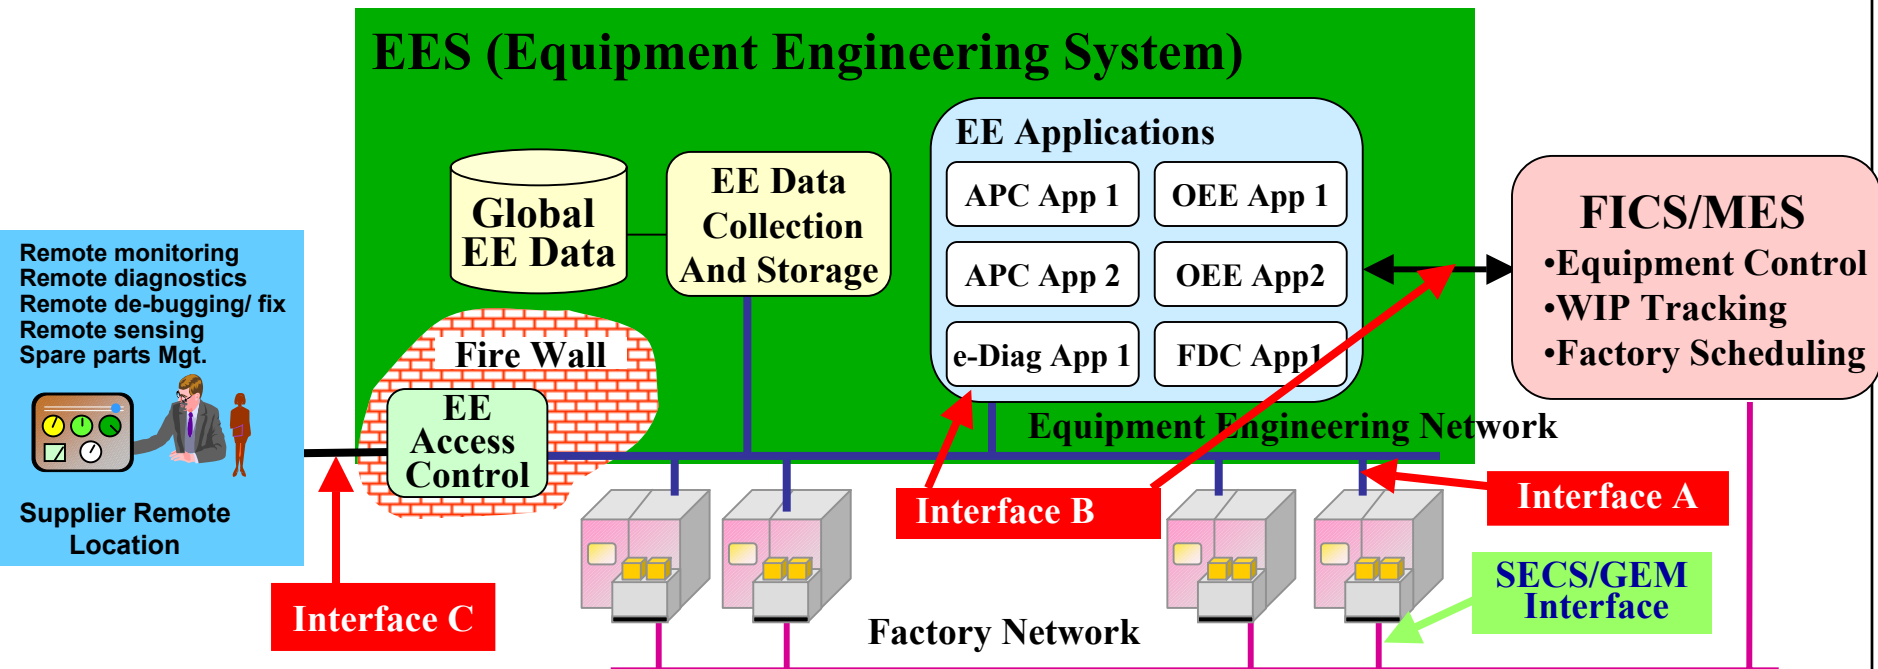 EES (Equipment Engineering System)
EE Applications
APC App 1
OEE App 1
APC App 2
OEE App2
e-Diag App 1
FDC App1
Global
EE Data
EE Data
Collection
And Storage
FICS/MES
•Equipment Control
•WIP Tracking
•Factory Scheduling
Remote monitoring
Remote diagnostics
Remote de-bugging/ fix
Remote sensing
Spare parts Mgt.
Supplier Remote
Location
Fire Wall
EE
Access
Control
Equipment Engineering Network
Interface B
Interface A
Interface C
SECS/GEM
Interface
Factory Network